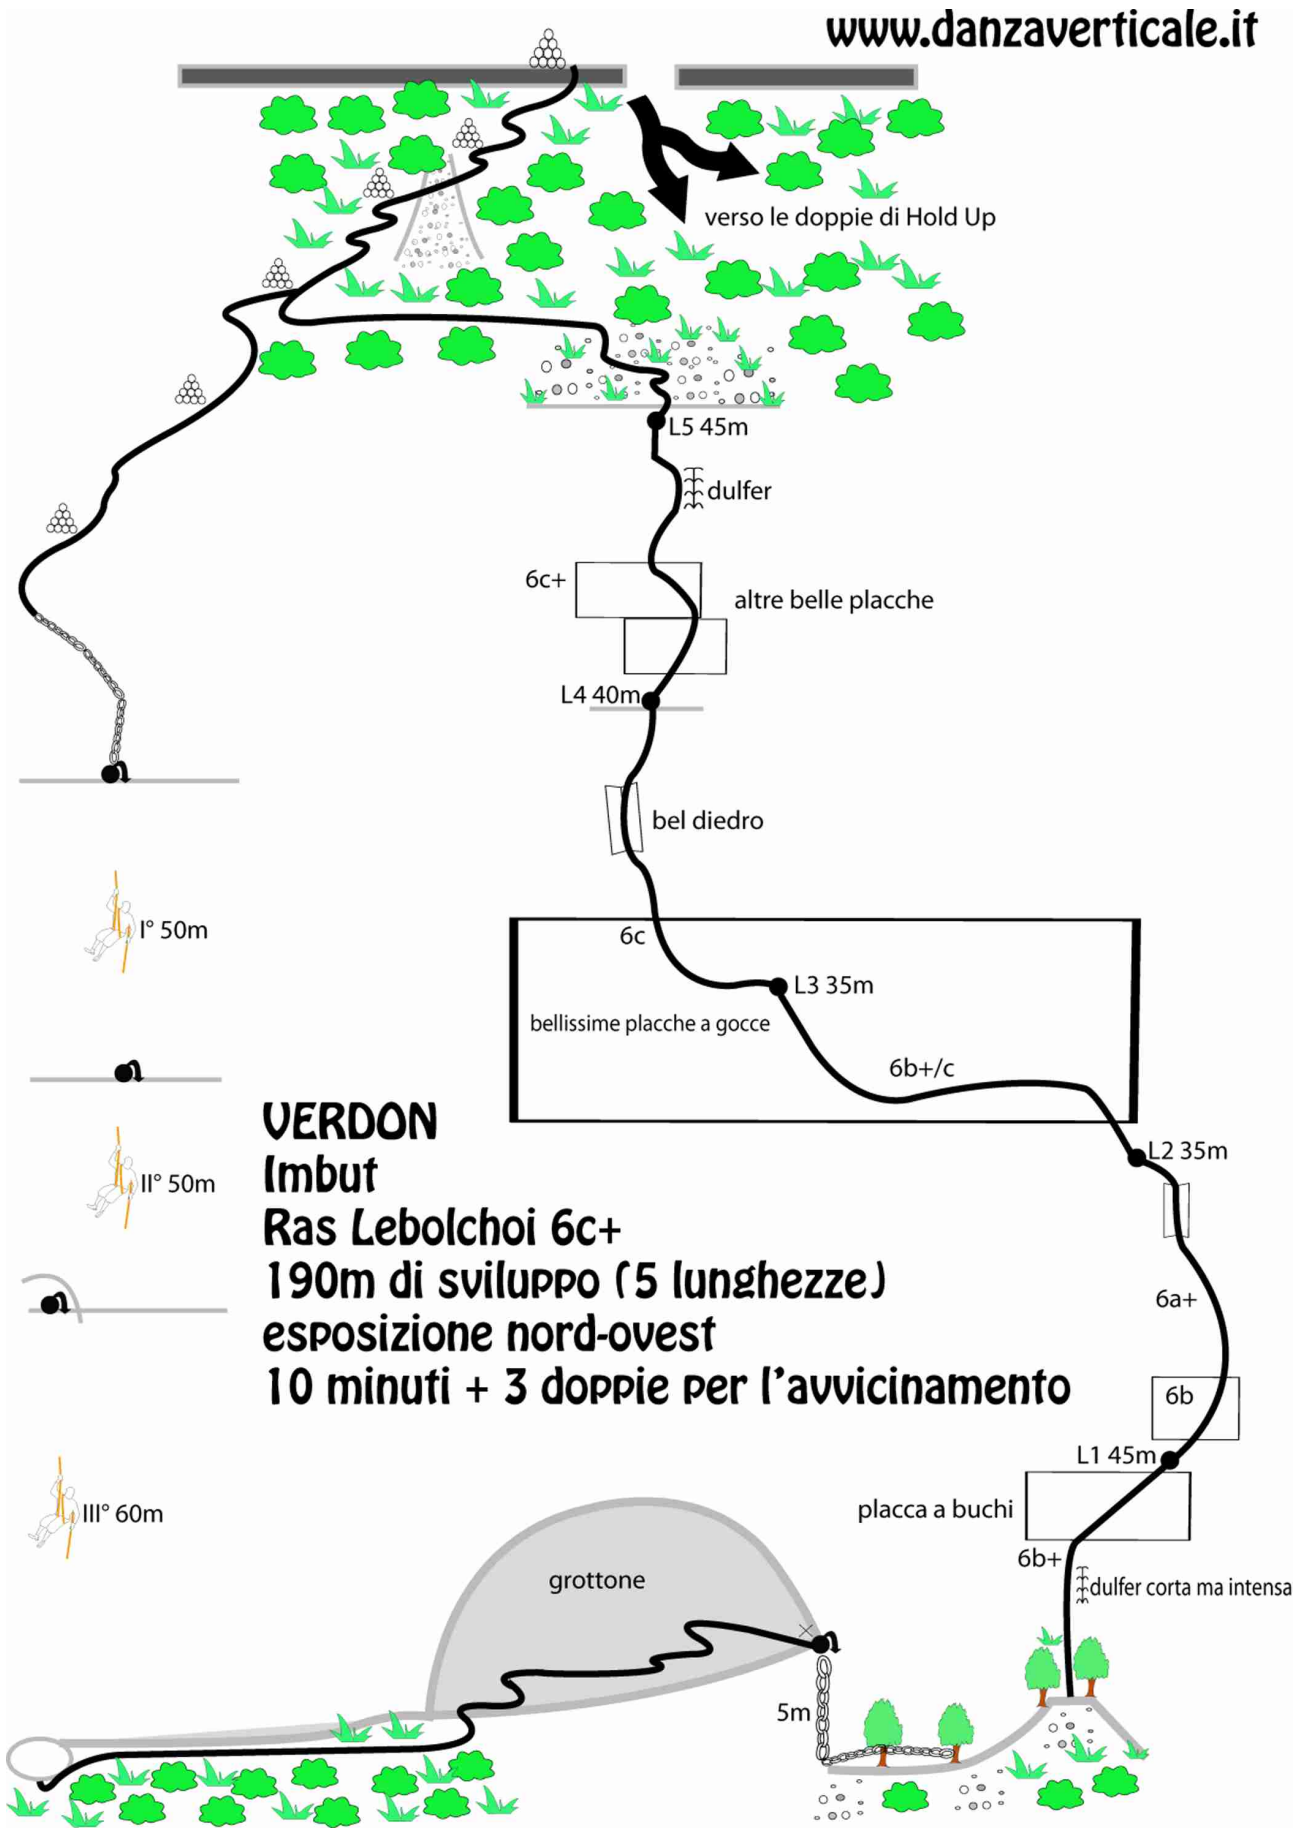 www.danzaverticale.it
verso le doppie di Hold Up
L5 45m
dulfer
6c+
altre belle placche
L4 40m
bel diedro
I° 50m
6c
L3 35m
bellissime placche a gocce
6b+/c
VERDON
Imbut
Ras Lebolchoi 6c+
190m di sviluppo (5 lunghezze)
esposizione nord-ovest
10 minuti + 3 doppie per l'avvicinamento
L2 35m
II° 50m
6a+
6b
L1 45m
placca a buchi
III° 60m
6b+
dulfer corta ma intensa
grottone
5m